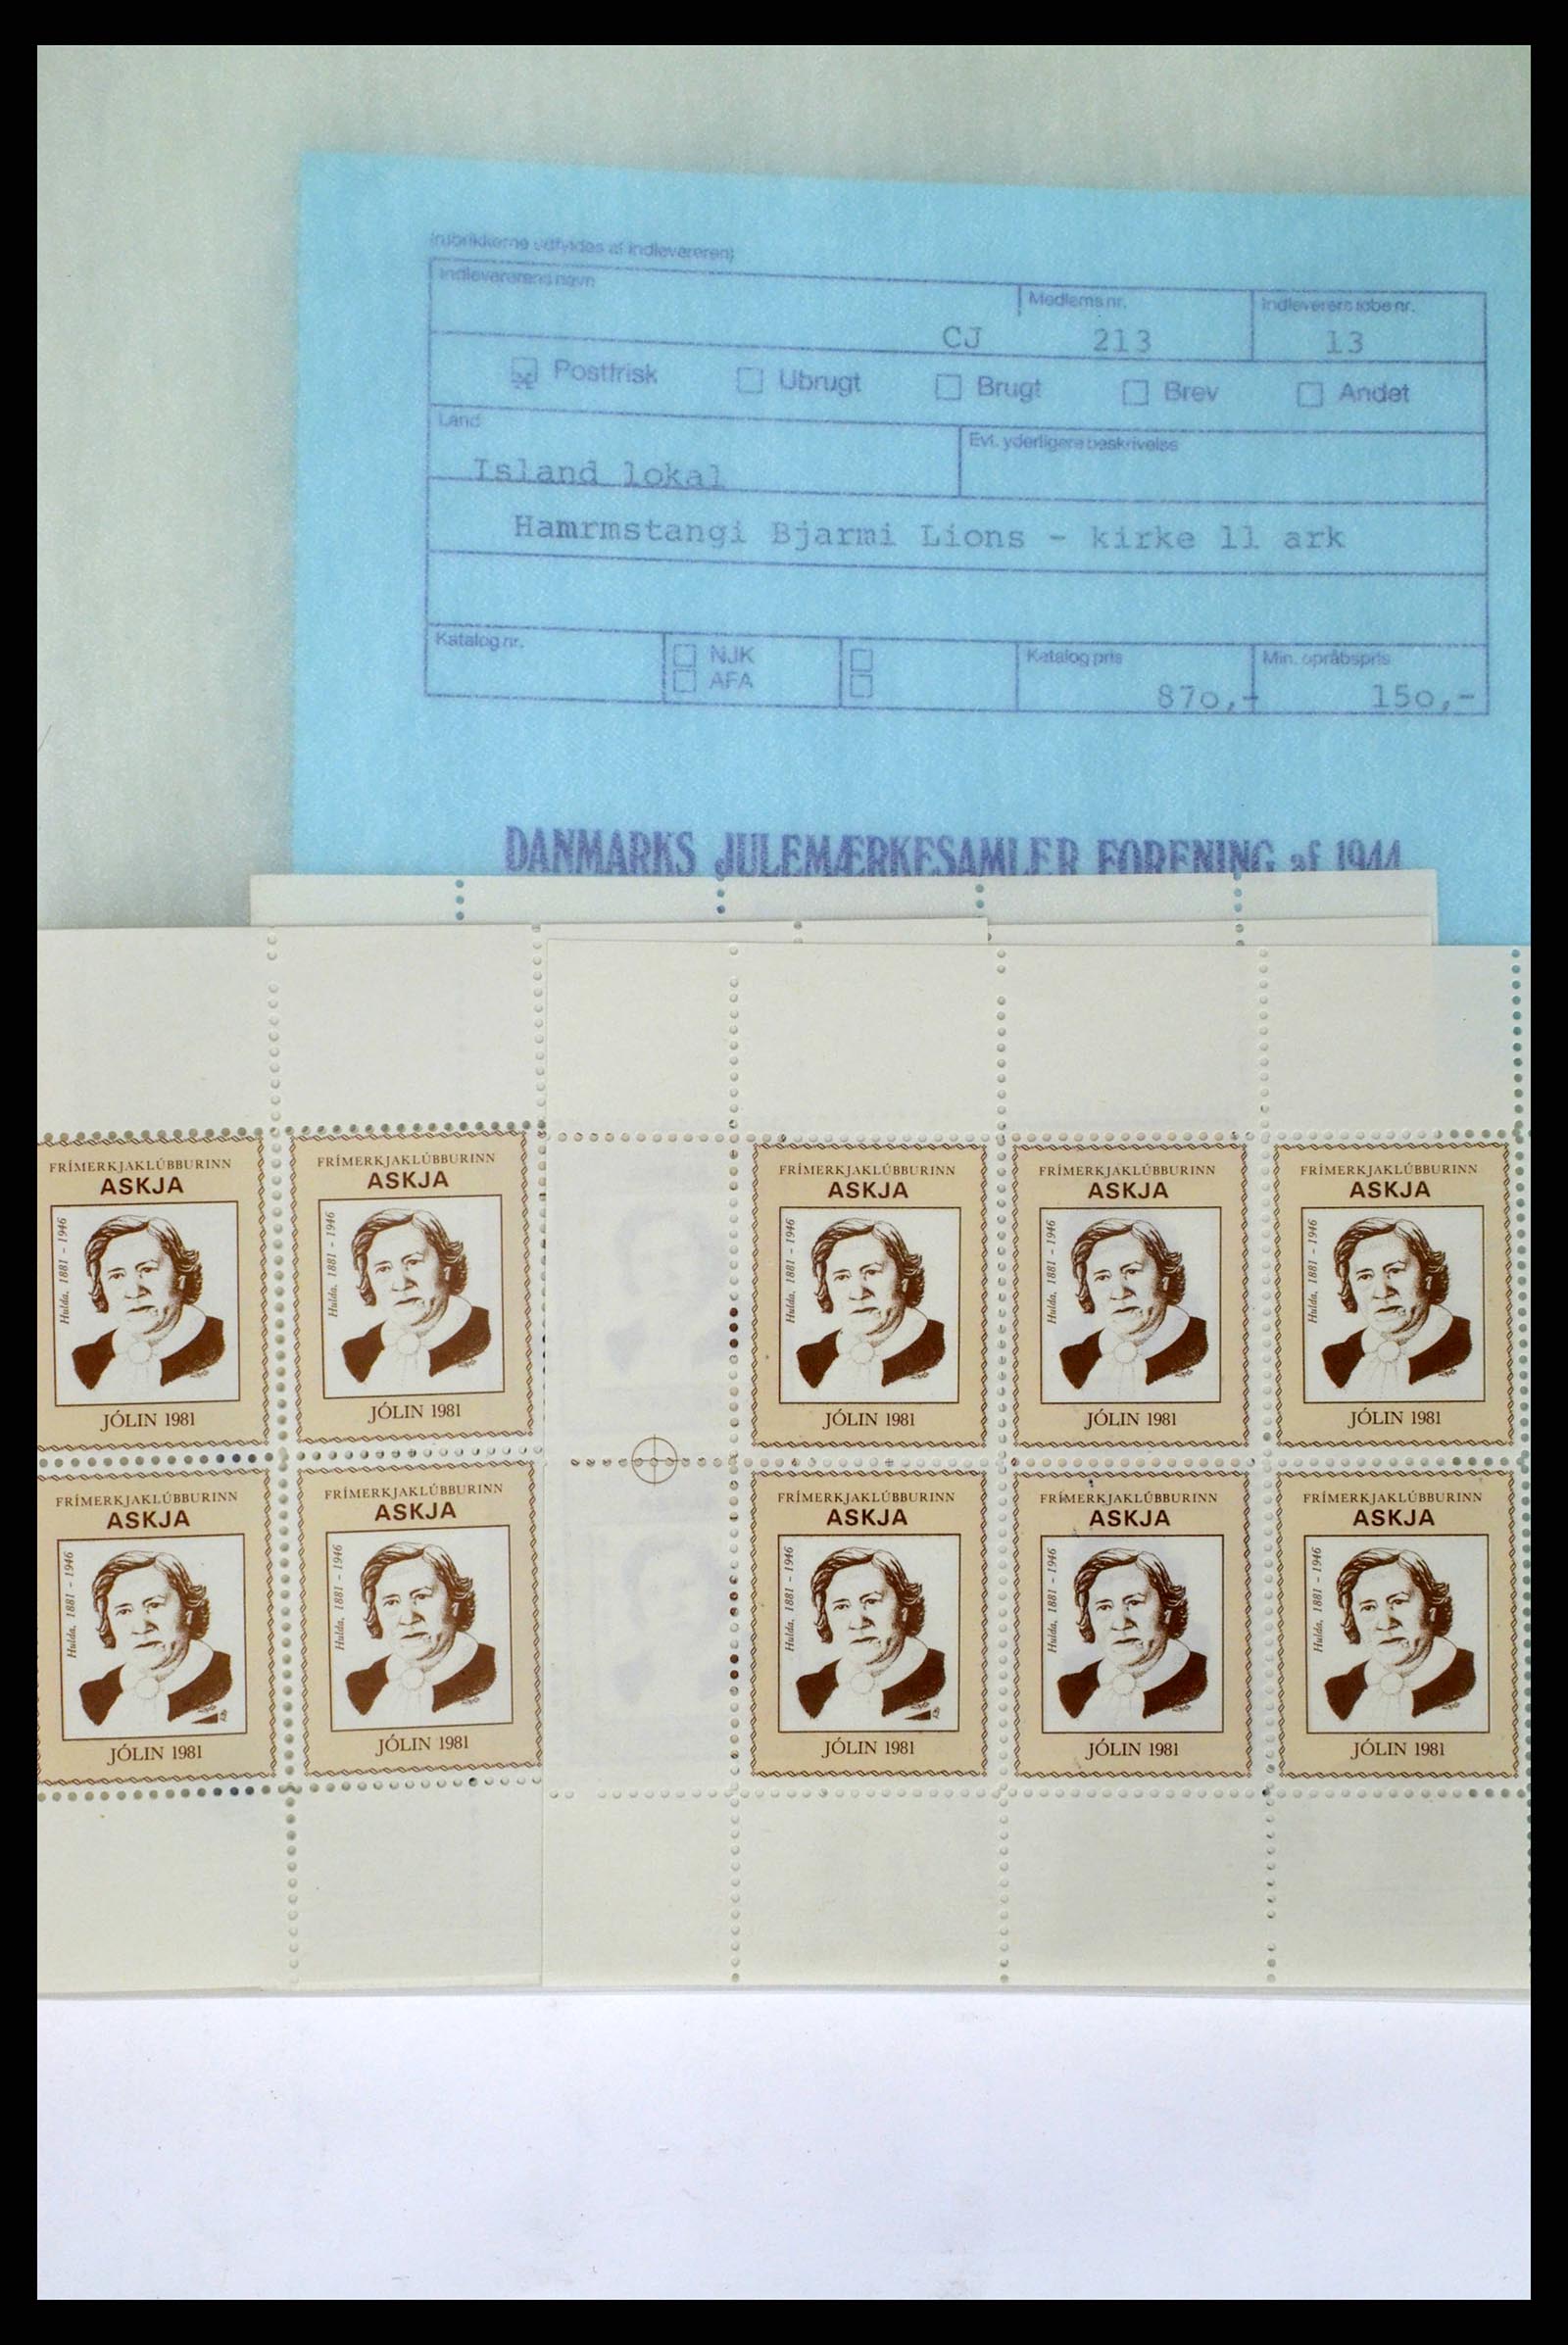 (rubrikkerne udfyldes af indlevereren)
Indlevererens navn
Medlems nr.
Indleverers løbe nr.
CJ 213 13
Postfrisk Ubrugt Brugt Brev Andet
Land
Evt. yderligere beskrivelse
Island lokal
Hamrmstangi Bjarmi Lions - kirke 11 ark
Katalog nr.
NJK
AFA
Katalog pris
Min. opråbspris
870,- 150,-
DANMARKS JULEMÆRKESAMLER FORENING af 1944
FRÍMERKJAKLÚBBURINN
ASKJA
Hulda. 1881 - 1946
JÓLIN 1981
FRÍMERKJAKLÚBBURINN
ASKJA
Hulda. 1881 - 1946
JÓLIN 1981
FRÍMERKJAKLÚBBURINN
ASKJA
Hulda. 1881 - 1946
JÓLIN 1981
FRÍMERKJAKLÚBBURINN
ASKJA
Hulda. 1881 - 1946
JÓLIN 1981
FRÍMERKJAKLÚBBURINN
ASKJA
Hulda. 1881 - 1946
JÓLIN 1981
FRÍMERKJAKLÚBBURINN
ASKJA
Hulda. 1881 - 1946
JÓLIN 1981
FRÍMERKJAKLÚBBURINN
ASKJA
Hulda. 1881 - 1946
JÓLIN 1981
FRÍMERKJAKLÚBBURINN
ASKJA
Hulda. 1881 - 1946
JÓLIN 1981
FRÍMERKJAKLÚBBURINN
ASKJA
Hulda. 1881 - 1946
JÓLIN 1981
FRÍMERKJAKLÚBBURINN
ASKJA
Hulda. 1881 - 1946
JÓLIN 1981